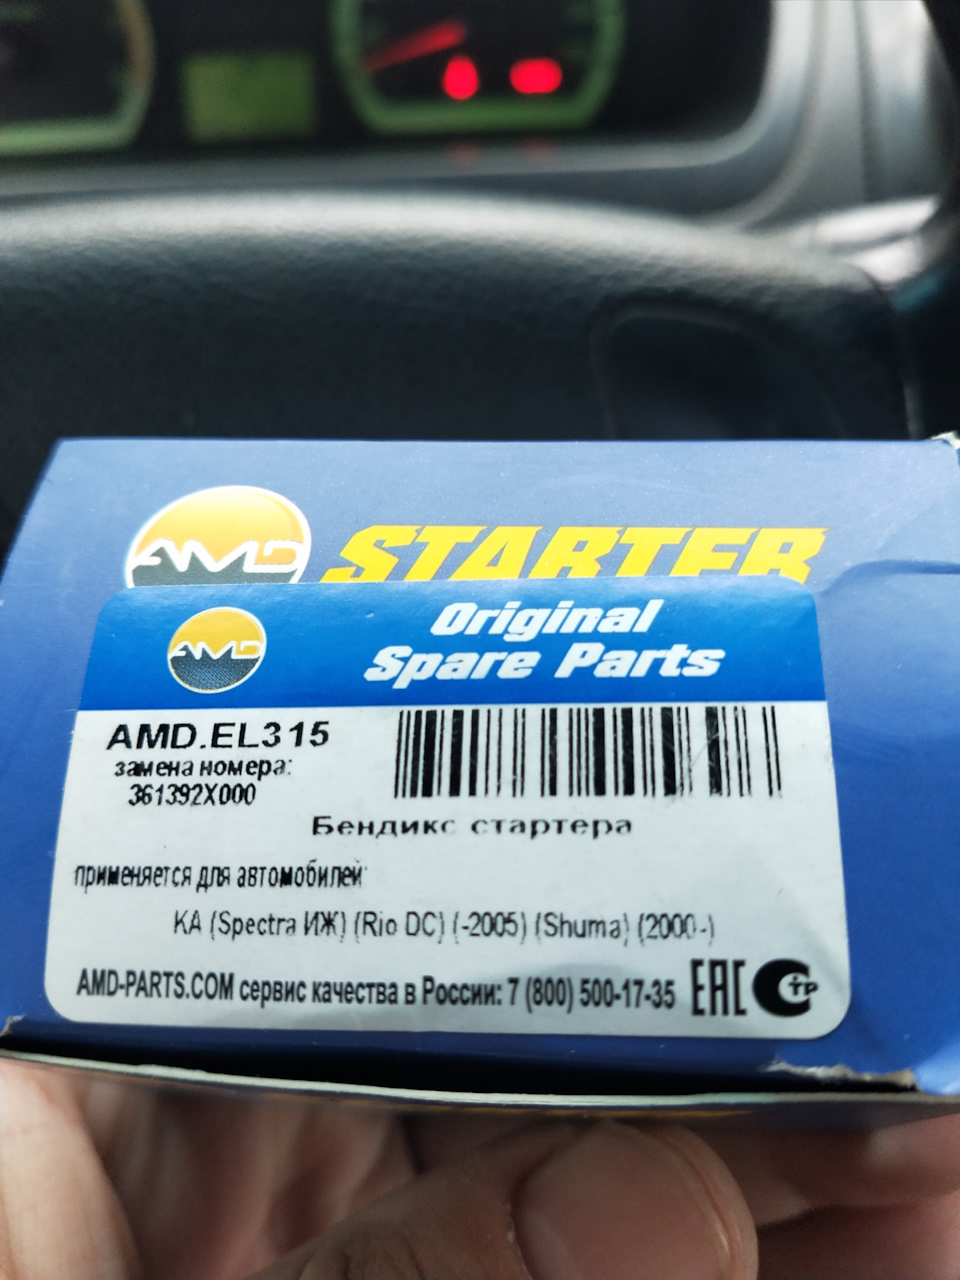 AMD
STARTER
AMD
Original
Spare Parts
AMD.EL315
замена номера:
361392X000
Бендикс стартера
применяется для автомобилей:
KA (Spectra ИЖ) (Rio DC) (-2005) (Shuma) (2000-)
AMD-PARTS.COM сервис качества в России: 7 (800) 500-17-35
EAC
СТР